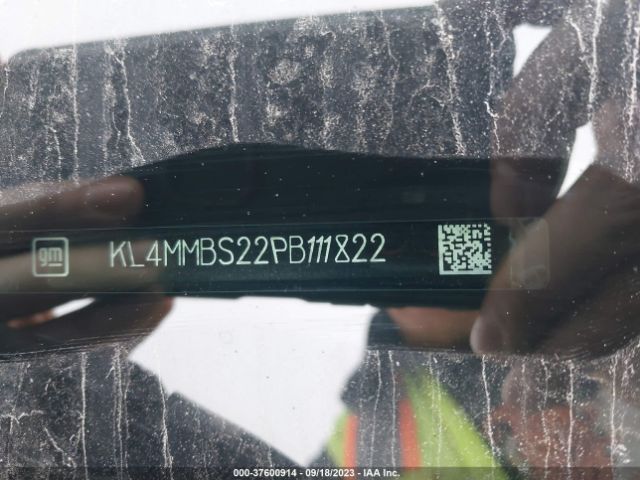 gm KL4MMBS22PB111822
000-37600914 - 09/18/2023 - IAA Inc.